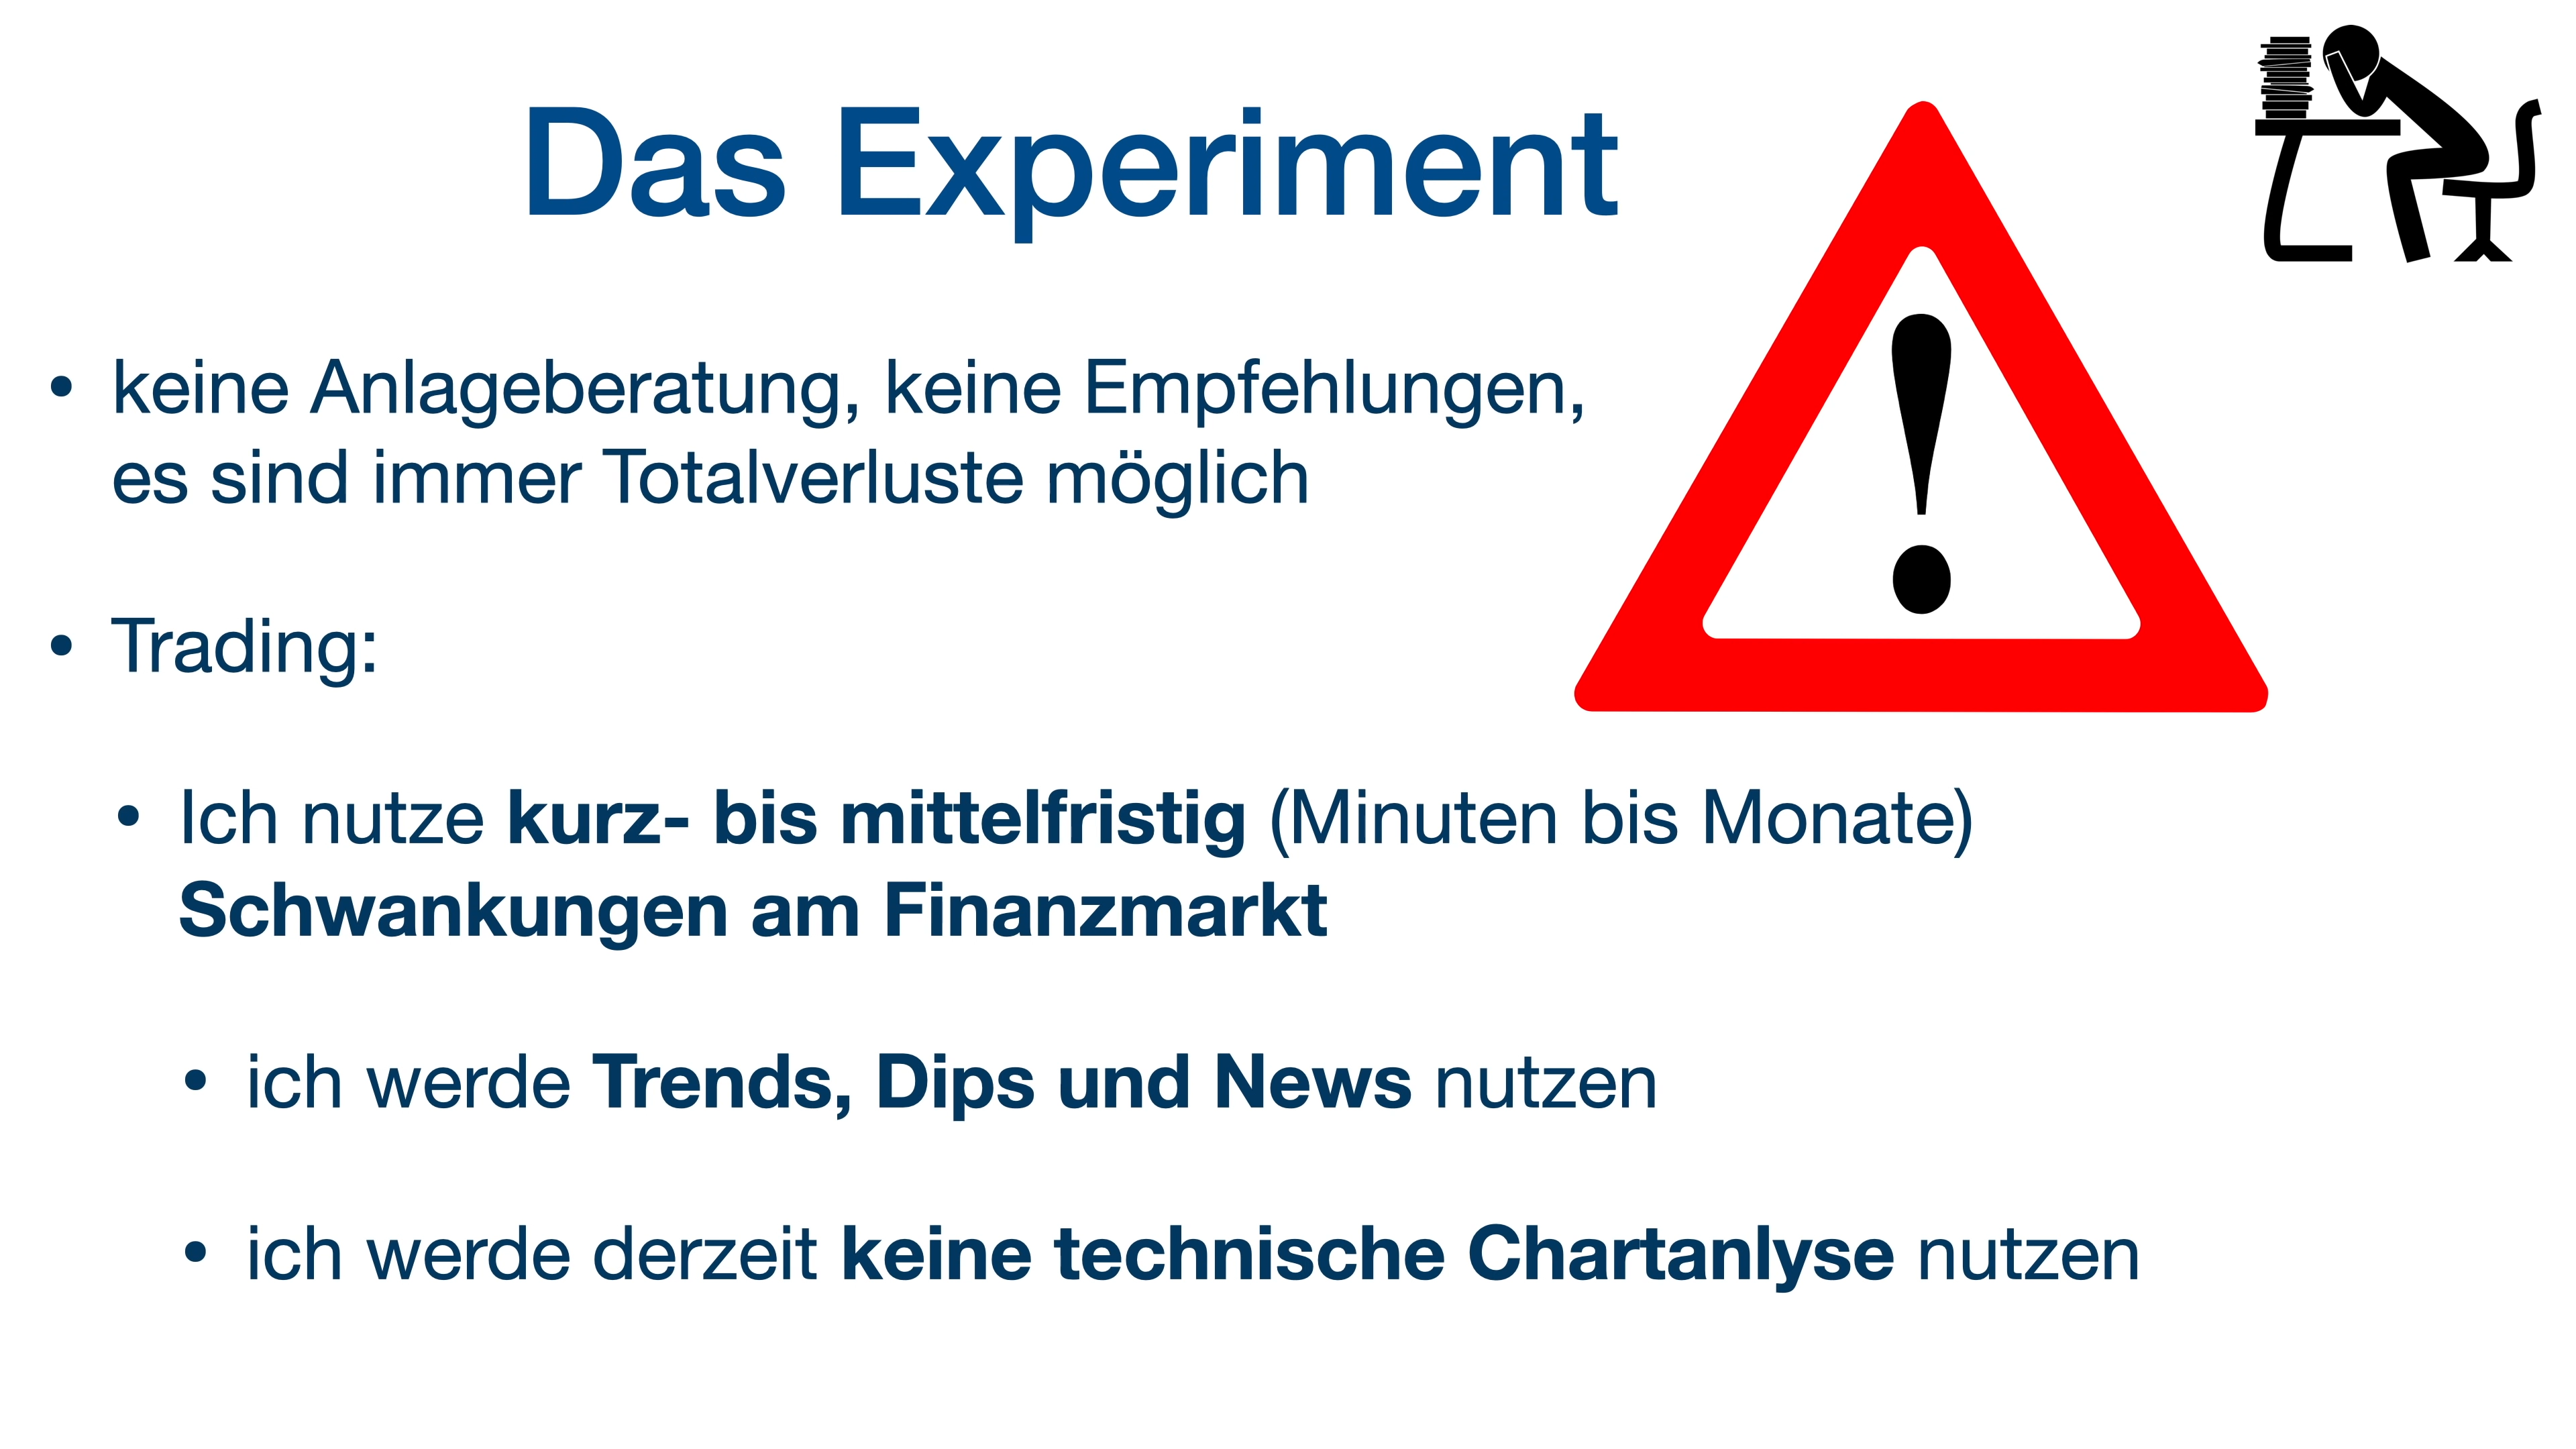 Das Experiment
• keine Anlageberatung, keine Empfehlungen,
es sind immer Totalverluste möglich
• Trading:
• Ich nutze kurz- bis mittelfristig (Minuten bis Monate)
Schwankungen am Finanzmarkt
• ich werde Trends, Dips und News nutzen
• ich werde derzeit keine technische Chartanlyse nutzen